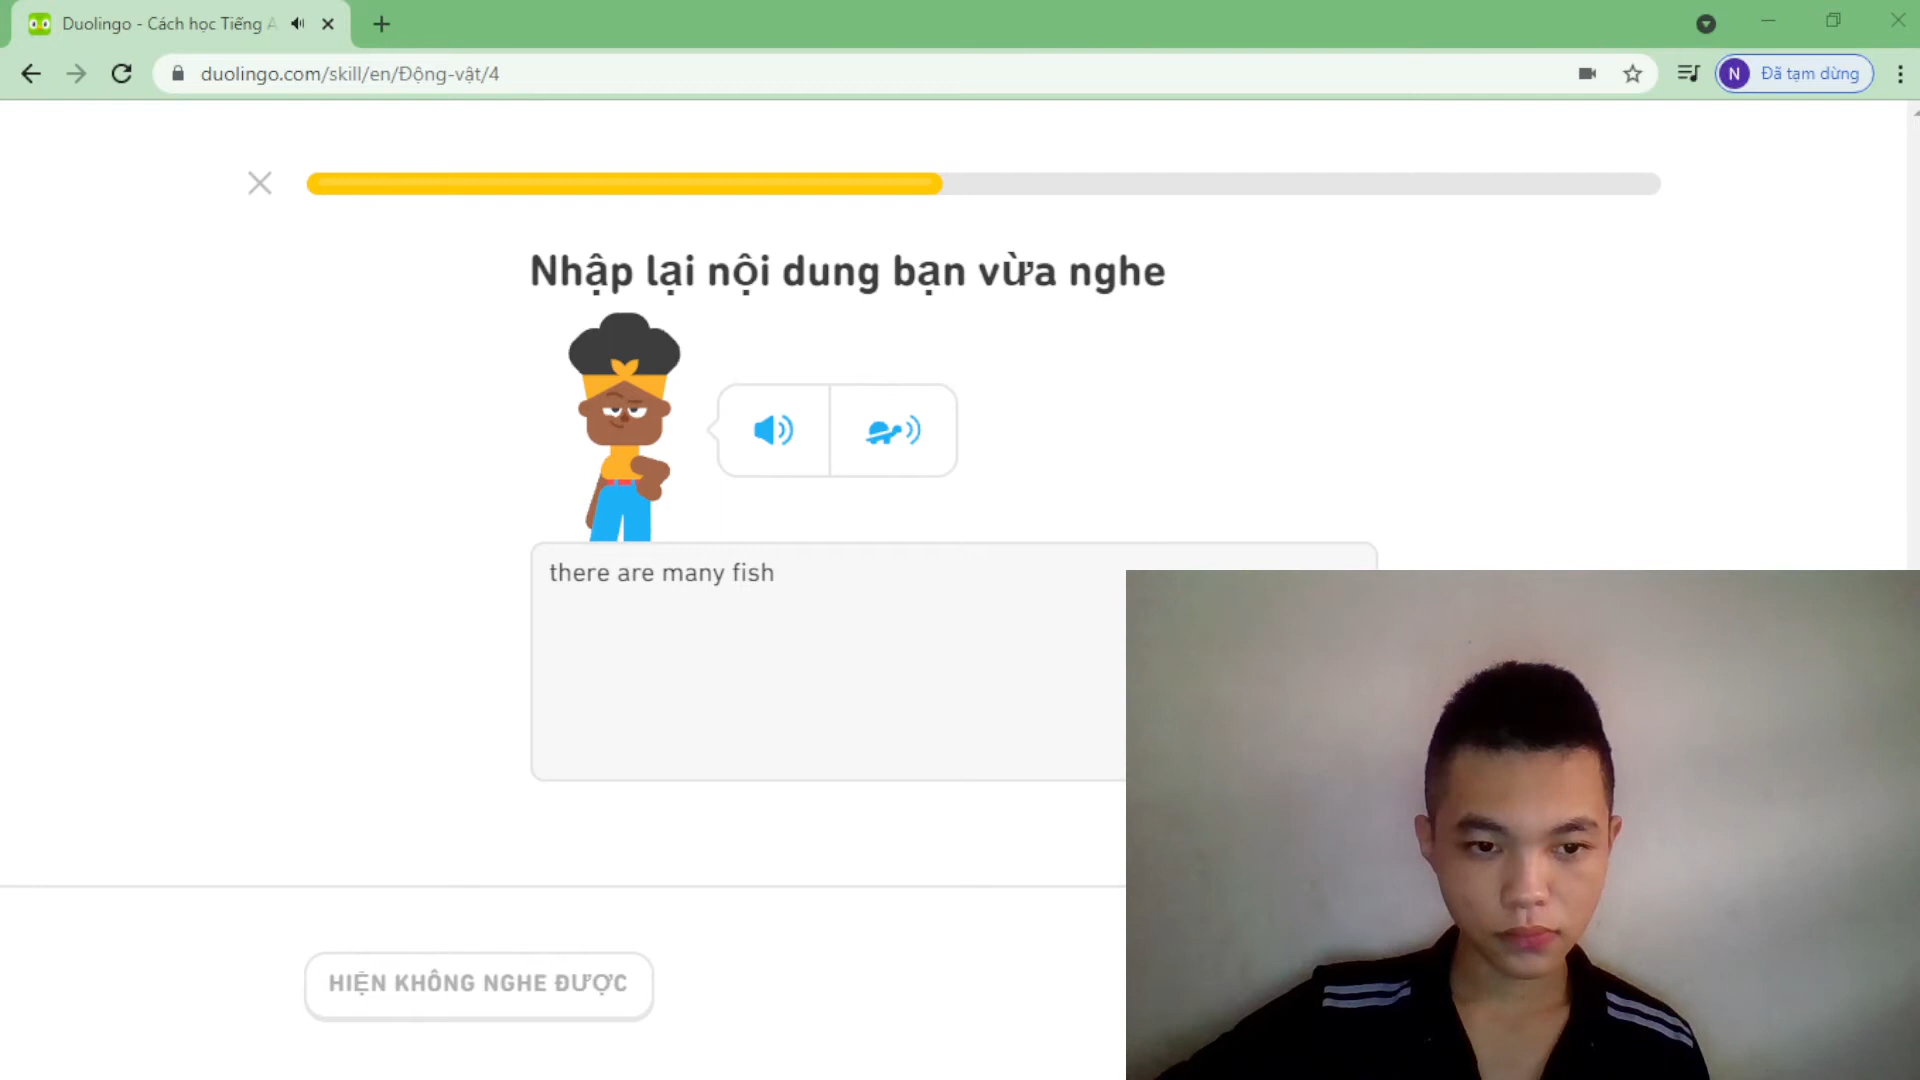 Duolingo - Cách học Tiếng A
duolingo.com/skill/en/Động-vật/4
N Đã tạm dừng
Nhập lại nội dung bạn vừa nghe
there are many fish
HIỆN KHÔNG NGHE ĐƯỢC